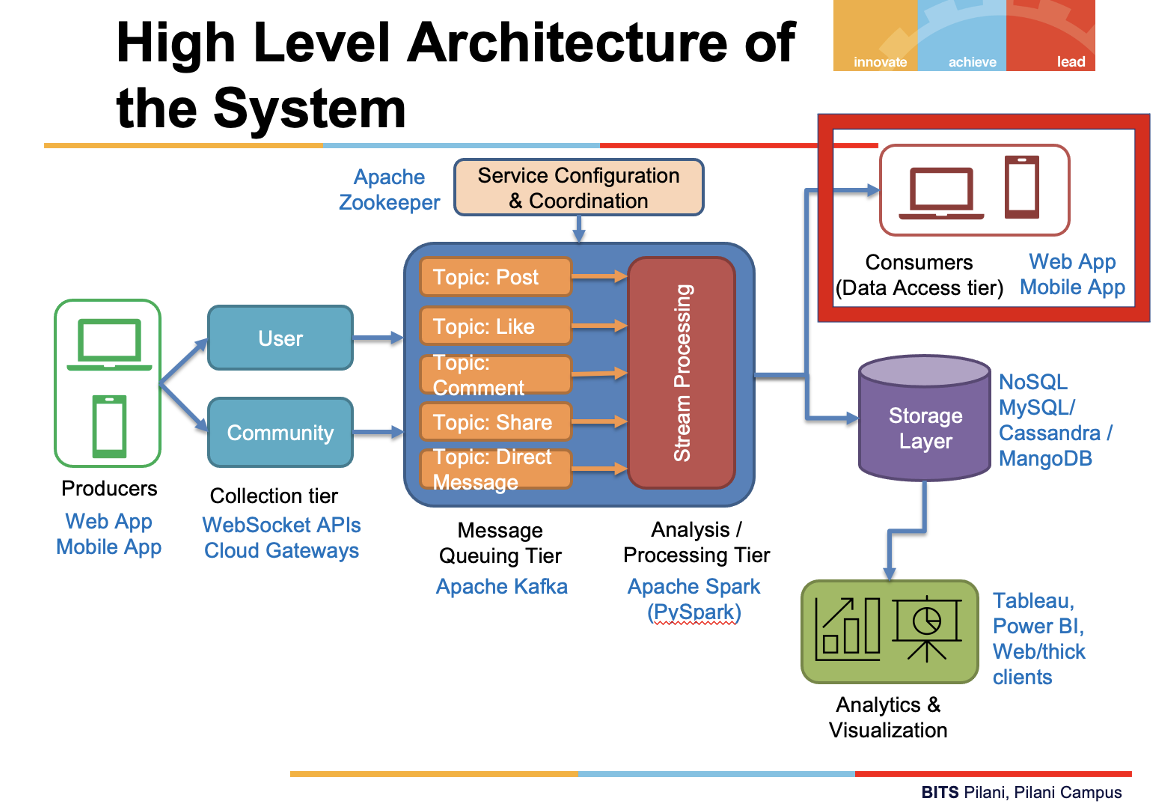 High Level Architecture of
the System
innovate
achieve
lead
Apache
Zookeeper
Service Configuration
& Coordination
Topic: Post
Topic: Like
Topic:
Comment
Topic: Share
Topic: Direct
Message
Stream Processing
User
Community
Producers
Web App
Mobile App
Collection tier
WebSocket APIs
Cloud Gateways
Message
Queuing Tier
Apache Kafka
Analysis /
Processing Tier
Apache Spark
(PySpark)
Consumers
(Data Access tier)
Web App
Mobile App
Storage
Layer
NoSQL
MySQL/
Cassandra /
MangoDB
Tableau,
Power BI,
Web/thick
clients
Analytics &
Visualization
BITS Pilani, Pilani Campus